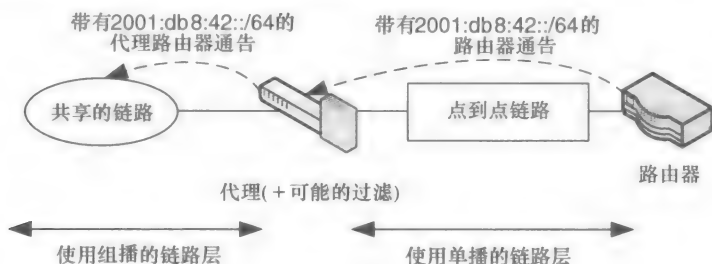 带有2001:db8:42::/64的
代理路由器通告
带有2001:db8:42::/64的
路由器通告
共享的链路
点到点链路
路由器
代理(+可能的过滤)
使用组播的链路层
使用单播的链路层